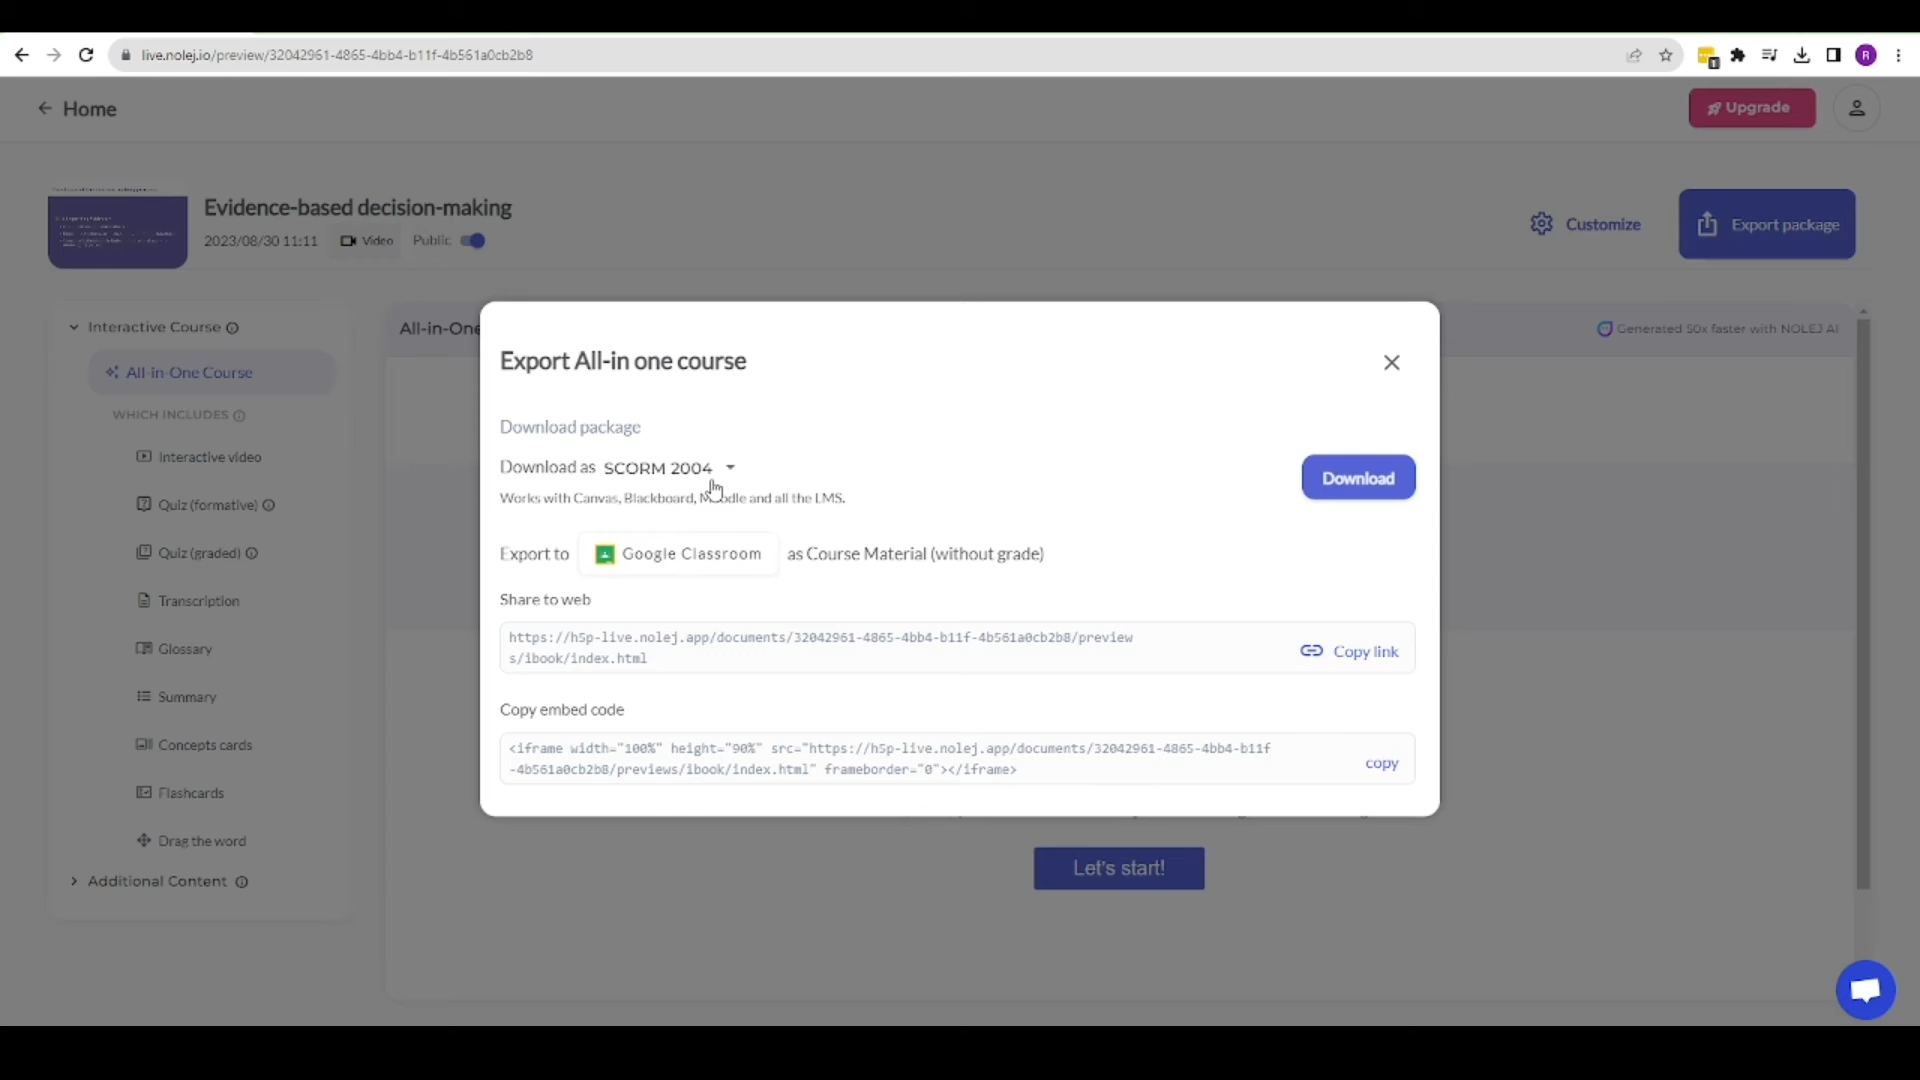 live.nolej.io/preview/32042961-4865-4bb4-b11f-4b561a0cb2b8
1
R
Home
Upgrade
Evidence-based decision-making
2023/08/30 11:11 Video Public
Customize
Export package
Interactive Course
All-in-One Course
WHICH INCLUDES
Interactive video
Quiz (formative)
Quiz (graded)
Transcription
Glossary
Summary
Concepts cards
Flashcards
Drag the word
Additional Content
All-in-One
Generated 50x faster with NOLEJ AI
Export All-in one course
Download package
Download as SCORM 2004
Works with Canvas, Blackboard, Moodle and all the LMS.
Download
Export to Google Classroom as Course Material (without grade)
Share to web
https://h5p-live.nolej.app/documents/32042961-4865-4bb4-b11f-4b561a0cb2b8/preview
s/ibook/index.html
Copy link
Copy embed code
<iframe width="100%" height="90%" src="https://h5p-live.nolej.app/documents/32042961-4865-4bb4-b11f
-4b561a0cb2b8/previews/ibook/index.html" frameborder="0"></iframe>
copy
Let's start!